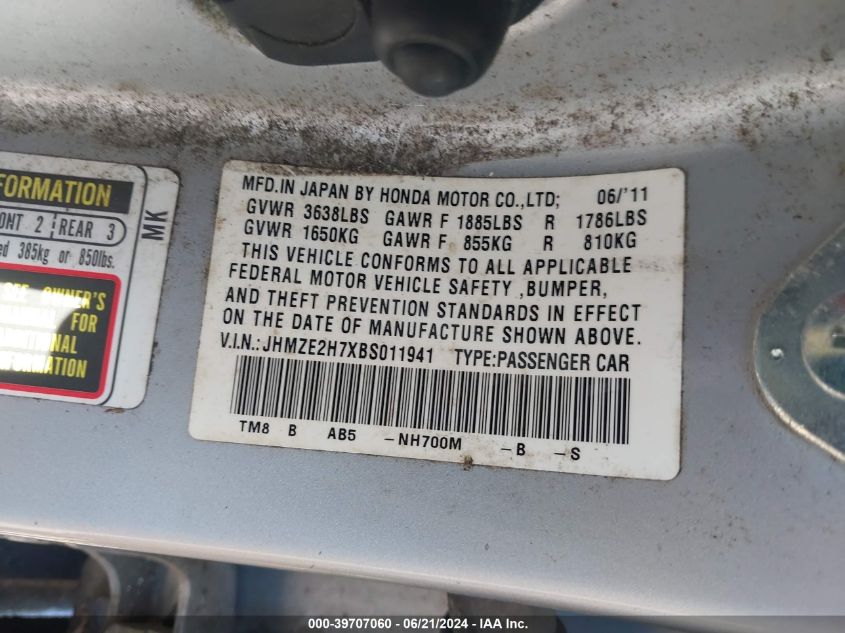 FORMATION
ONT 2 REAR 3
ed 385kg or 850lbs.
MK
SEE OWNER'S
FOR
FORMATION
MFD.IN JAPAN BY HONDA MOTOR CO.,LTD; 06/'11
GVWR 3638LBS GAWR F 1885LBS R 1786LBS
GVWR 1650KG GAWR F 855KG R 810KG
THIS VEHICLE CONFORMS TO ALL APPLICABLE
FEDERAL MOTOR VEHICLE SAFETY ,BUMPER,
AND THEFT PREVENTION STANDARDS IN EFFECT
ON THE DATE OF MANUFACTURE SHOWN ABOVE.
V.I.N.: JHMZE2H7XBS011941 TYPE:PASSENGER CAR
TM8 B AB5 -NH700M -B -S
000-39707060 - 06/21/2024 - IAA, Inc.